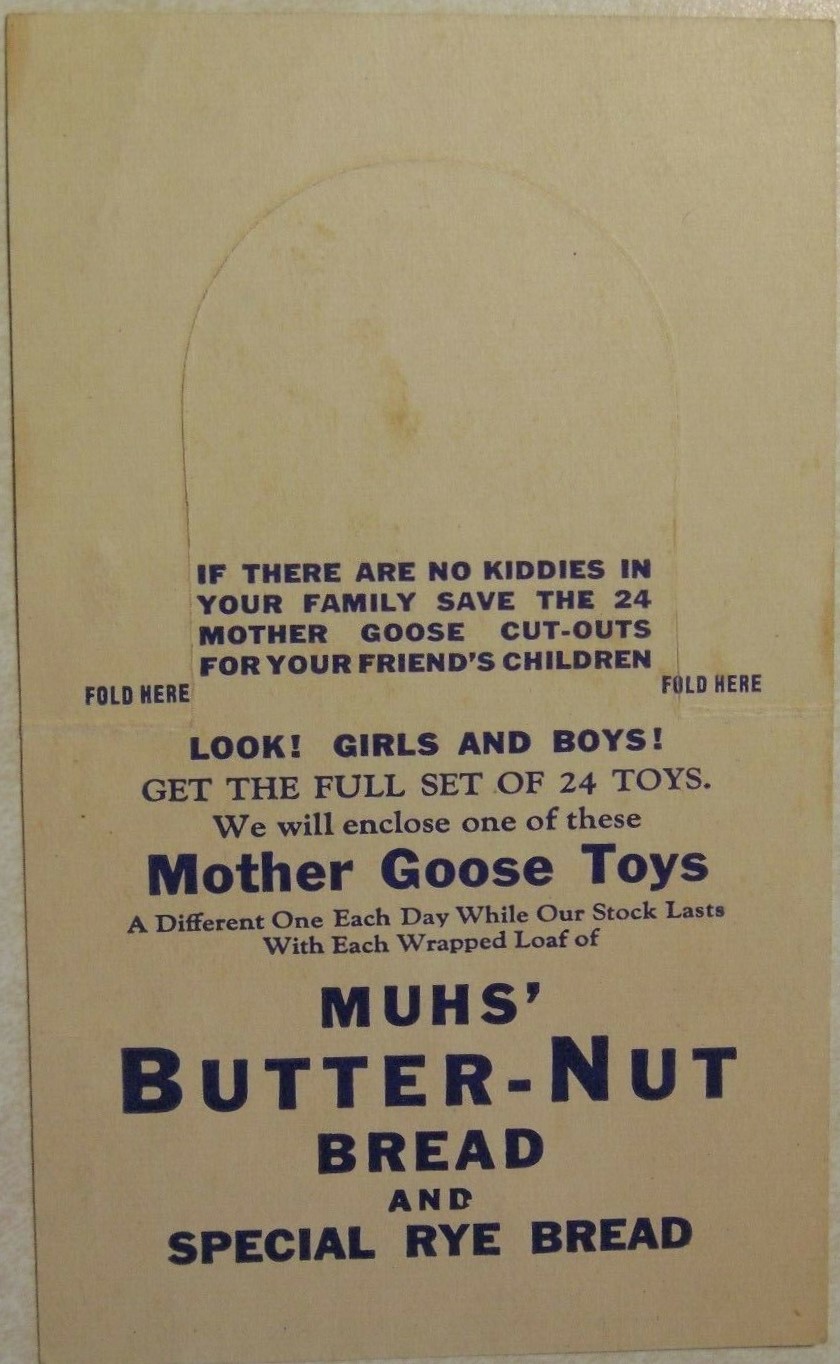 IF THERE ARE NO KIDDIES IN
YOUR FAMILY SAVE THE 24
MOTHER GOOSE CUT-OUTS
FOR YOUR FRIEND'S CHILDREN
FOLD HERE
FOLD HERE
LOOK! GIRLS AND BOYS!
GET THE FULL SET OF 24 TOYS.
We will enclose one of these
Mother Goose Toys
A Different One Each Day While Our Stock Lasts
With Each Wrapped Loaf of
MUHS'
BUTTER-NUT
BREAD
AND
SPECIAL RYE BREAD